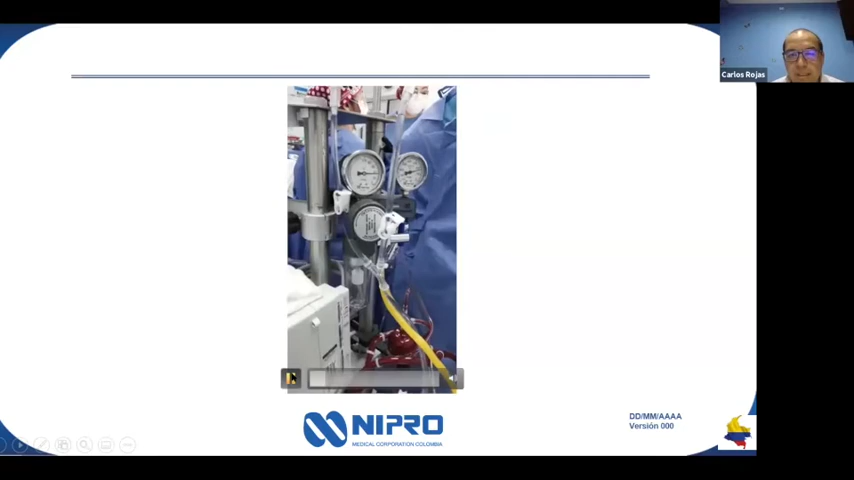 Carlos Rojas
NIPRO
MEDICAL CORPORATION COLOMBIA
DD/MM/AAAA
Versión 000